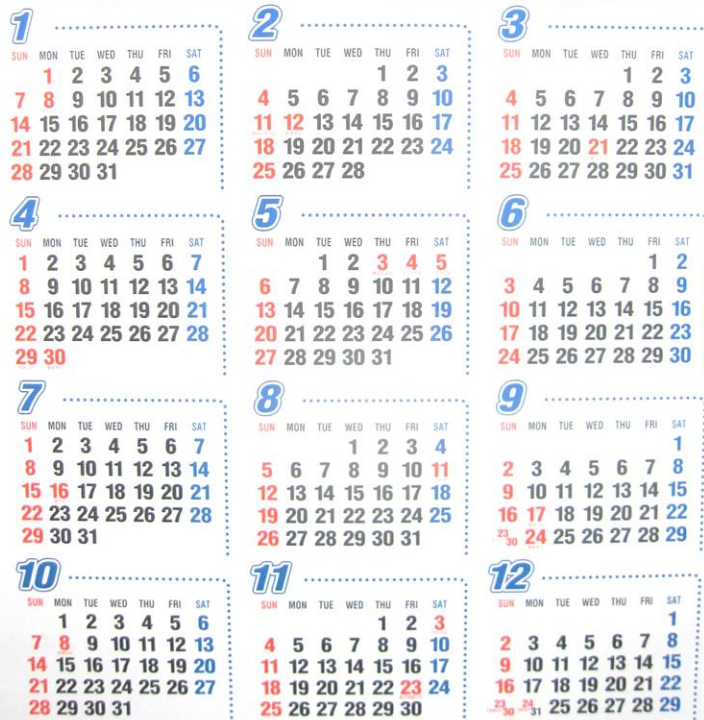 1
SUN MON TUE WED THU FRI SAT
1 2 3 4 5 6
7 8 9 10 11 12 13
14 15 16 17 18 19 20
21 22 23 24 25 26 27
28 29 30 31
2
SUN MON TUE WED THU FRI SAT
1 2 3
4 5 6 7 8 9 10
11 12 13 14 15 16 17
18 19 20 21 22 23 24
25 26 27 28
3
SUN MON TUE WED THU FRI SAT
1 2 3
4 5 6 7 8 9 10
11 12 13 14 15 16 17
18 19 20 21 22 23 24
25 26 27 28 29 30 31
4
SUN MON TUE WED THU FRI SAT
1 2 3 4 5 6 7
8 9 10 11 12 13 14
15 16 17 18 19 20 21
22 23 24 25 26 27 28
29 30
5
SUN MON TUE WED THU FRI SAT
1 2 3 4 5
6 7 8 9 10 11 12
13 14 15 16 17 18 19
20 21 22 23 24 25 26
27 28 29 30 31
6
SUN MON TUE WED THU FRI SAT
1 2
3 4 5 6 7 8 9
10 11 12 13 14 15 16
17 18 19 20 21 22 23
24 25 26 27 28 29 30
7
SUN MON TUE WED THU FRI SAT
1 2 3 4 5 6 7
8 9 10 11 12 13 14
15 16 17 18 19 20 21
22 23 24 25 26 27 28
29 30 31
8
SUN MON TUE WED THU FRI SAT
1 2 3 4
5 6 7 8 9 10 11
12 13 14 15 16 17 18
19 20 21 22 23 24 25
26 27 28 29 30 31
9
SUN MON TUE WED THU FRI SAT
1
2 3 4 5 6 7 8
9 10 11 12 13 14 15
16 17 18 19 20 21 22
23 30 24 25 26 27 28 29
10
SUN MON TUE WED THU FRI SAT
1 2 3 4 5 6
7 8 9 10 11 12 13
14 15 16 17 18 19 20
21 22 23 24 25 26 27
28 29 30 31
11
SUN MON TUE WED THU FRI SAT
1 2 3
4 5 6 7 8 9 10
11 12 13 14 15 16 17
18 19 20 21 22 23 24
25 26 27 28 29 30
12
SUN MON TUE WED THU FRI SAT
1
2 3 4 5 6 7 8
9 10 11 12 13 14 15
16 17 18 19 20 21 22
23 30 24 31 25 26 27 28 29